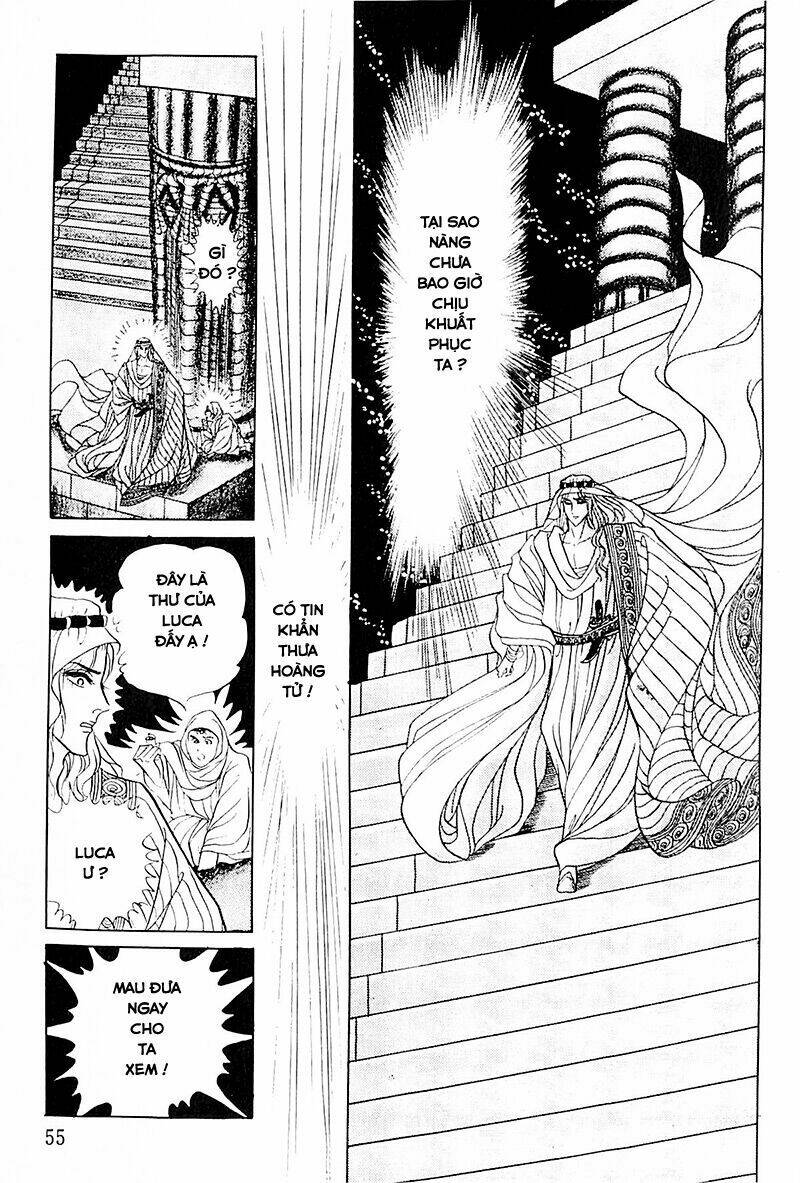 TẠI SAO
NÀNG
CHƯA
BAO GIỜ
CHỊU
KHUẤT
PHỤC
TA ?
CÓ TIN
KHẨN
THƯA
HOÀNG
TỬ !
GÌ
ĐÓ ?
ĐÂY LÀ
THƯ CỦA
LUCA
ĐẤY Ạ !
LUCA
Ư ?
MAU ĐƯA
NGAY
CHO
TA
XEM !
55